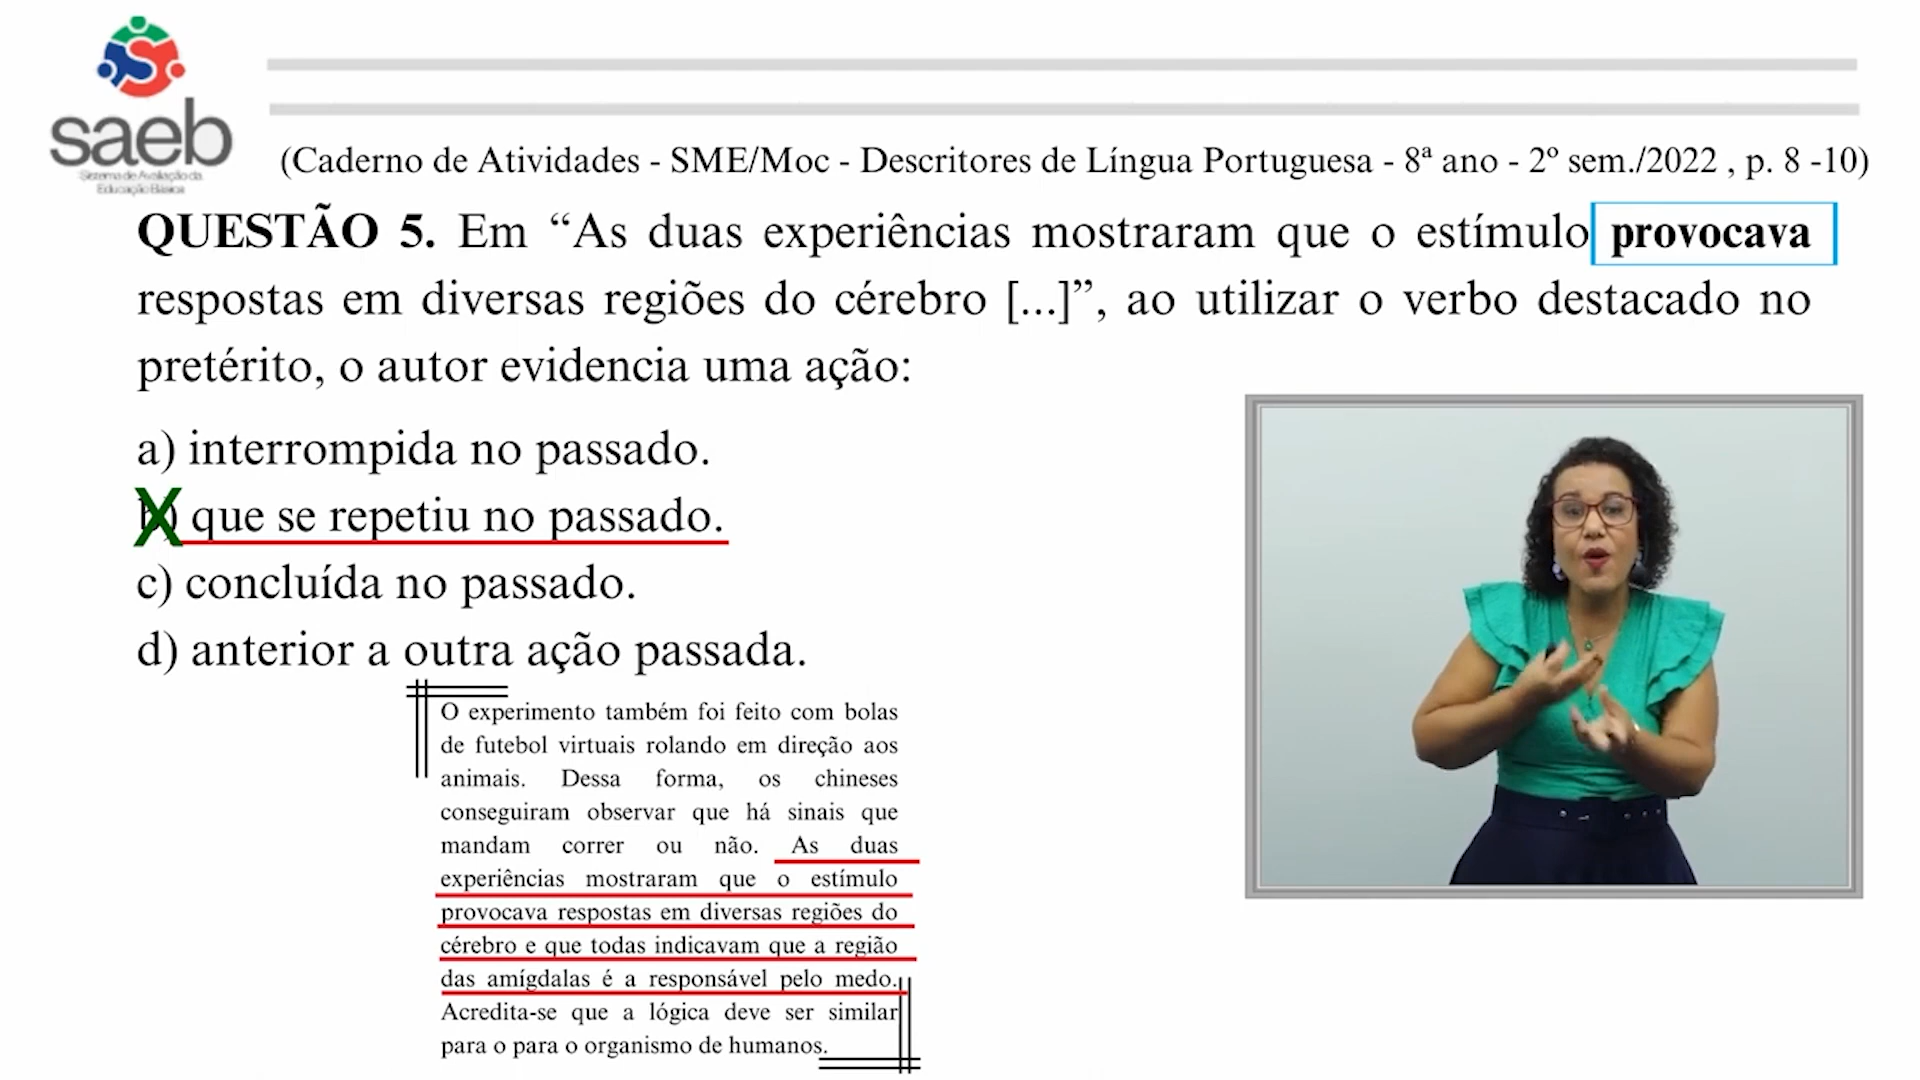 saeb
Sistema de Avaliação da
Educação Básica
(Caderno de Atividades - SME/Moc - Descritores de Língua Portuguesa - 8ª ano - 2º sem./2022 , p. 8 -10)
QUESTÃO 5. Em “As duas experiências mostraram que o estímulo provocava
respostas em diversas regiões do cérebro [...]”, ao utilizar o verbo destacado no
pretérito, o autor evidencia uma ação:
a) interrompida no passado.
X que se repetiu no passado.
c) concluída no passado.
d) anterior a outra ação passada.
O experimento também foi feito com bolas
de futebol virtuais rolando em direção aos
animais. Dessa forma, os chineses
conseguiram observar que há sinais que
mandam correr ou não. As duas
experiências mostraram que o estímulo
provocava respostas em diversas regiões do
cérebro e que todas indicavam que a região
das amígdalas é a responsável pelo medo.
Acredita-se que a lógica deve ser similar
para o para o organismo de humanos.